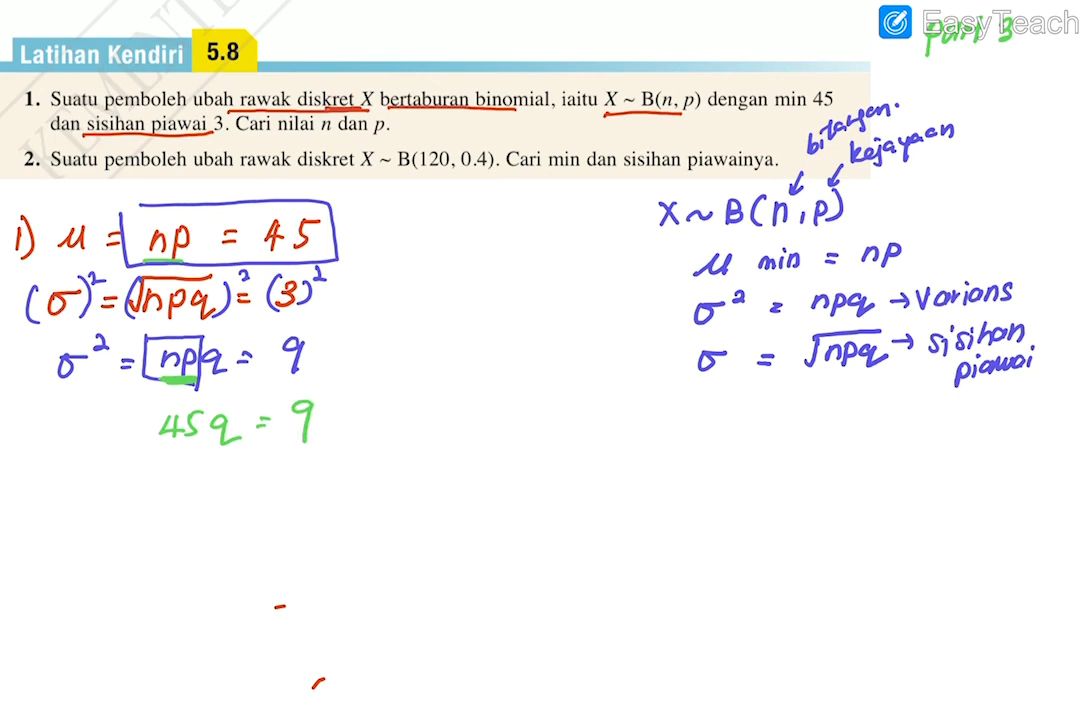 EasyTeach
part 3
Latihan Kendiri 5.8
1. Suatu pemboleh ubah rawak diskret X bertaburan binomial, iaitu X ~ B(n, p) dengan min 45
dan sisihan piawai 3. Cari nilai n dan p.
2. Suatu pemboleh ubah rawak diskret X ~ B(120, 0.4). Cari min dan sisihan piawainya.
bilangan.
kejayaan
X ~ B(n, p)
μ min = np
σ² = npq → Varians
σ = √npq → sisihan
piawai
1) μ = np = 45
(σ)² = (√npq)² = (3)²
σ² = npq = 9
45q = 9